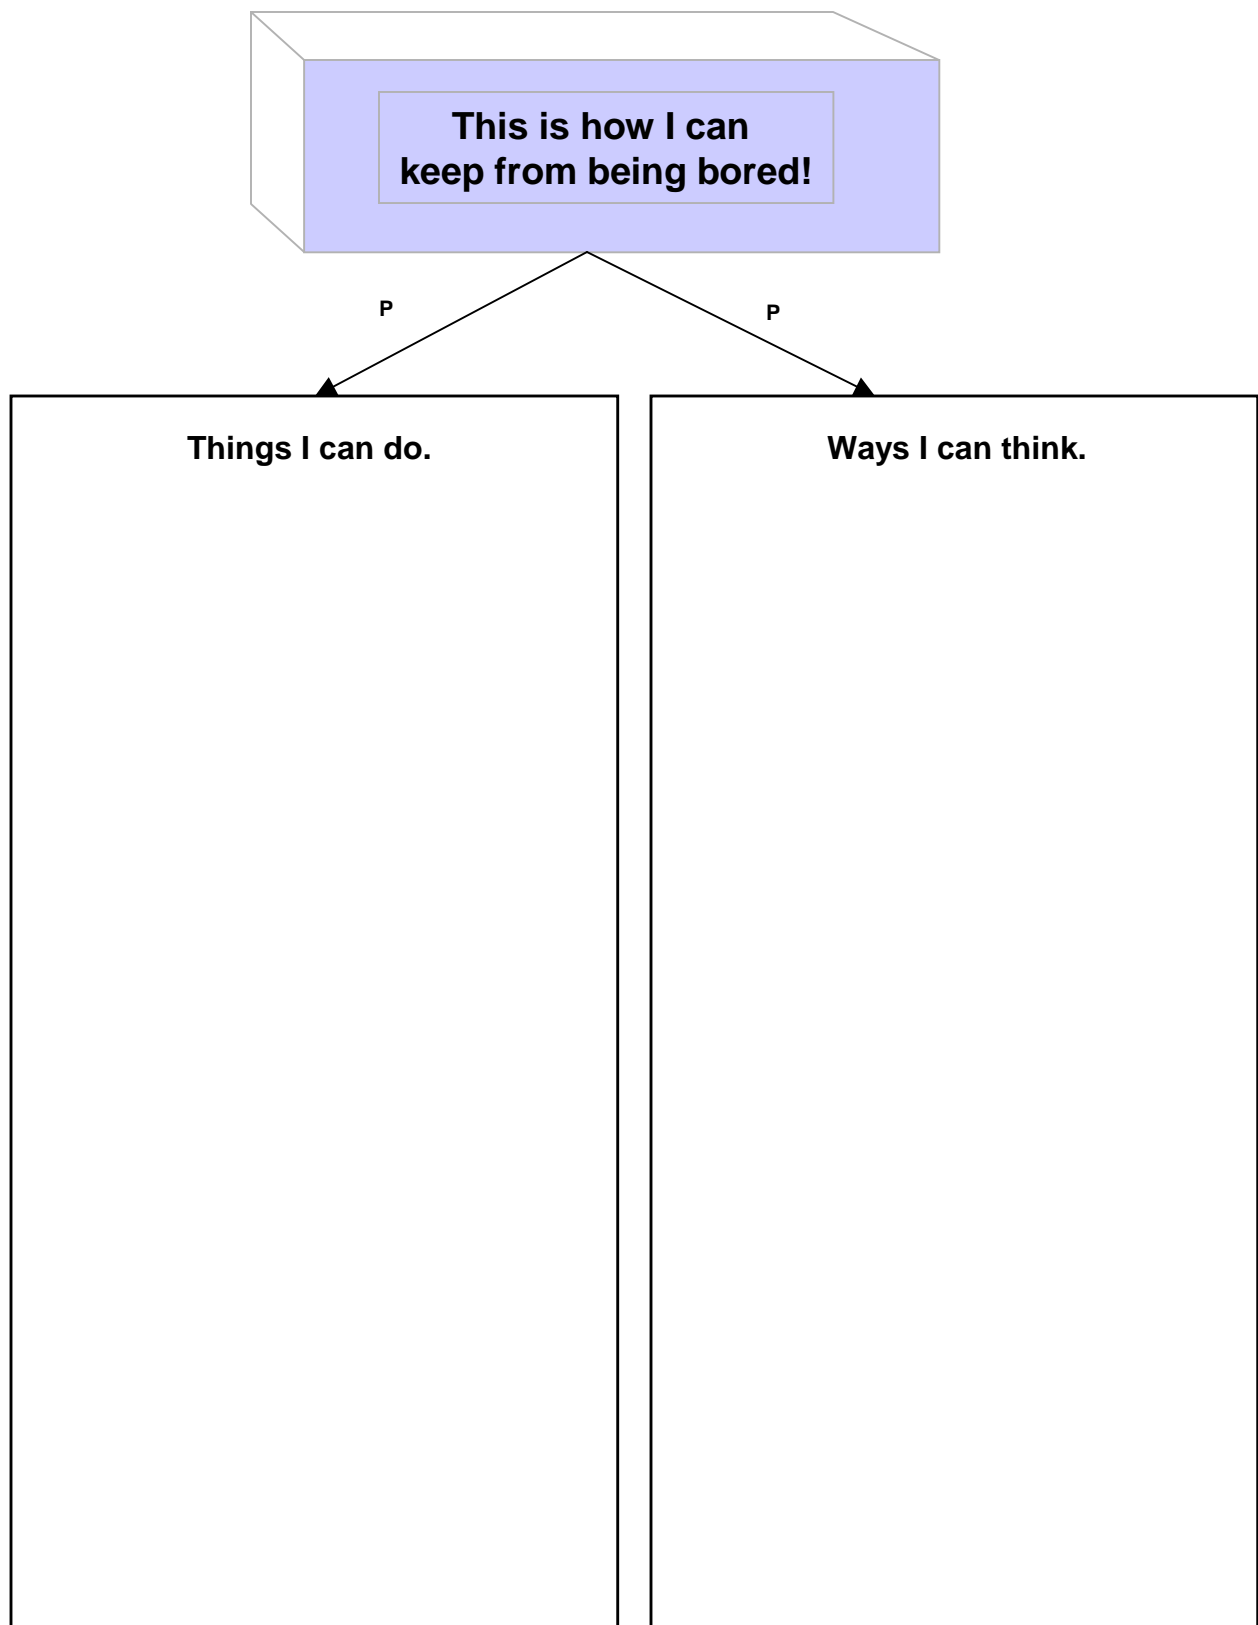 This is how I can
keep from being bored!
P
P
Things I can do.
Ways I can think.